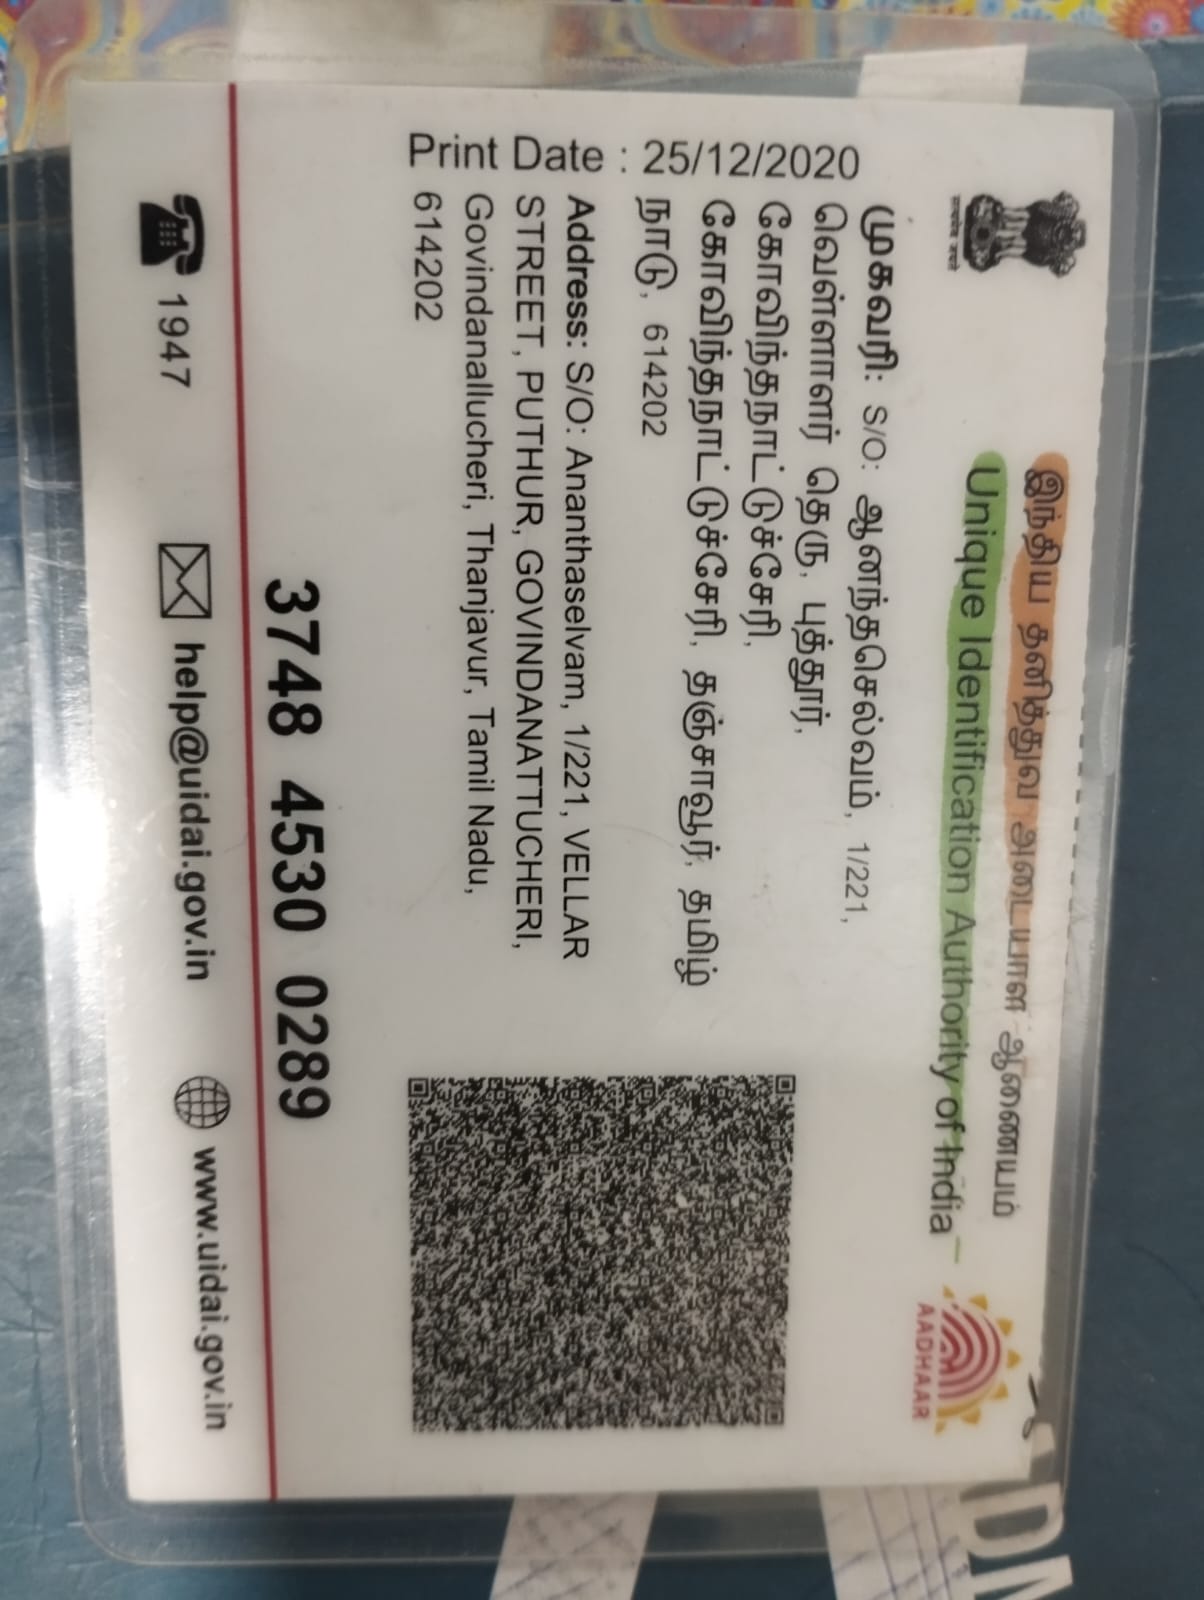 இந்திய தனித்துவ அடையாள ஆணையம்
Unique Identification Authority of India
AADHAAR
முகவரி: S/O: ஆனந்தசெல்வம், 1/221,
வெள்ளாளர் தெரு, புத்தூர்,
கோவிந்தநாட்டுச்சேரி,
கோவிந்தநாட்டுச்சேரி, தஞ்சாவூர், தமிழ்
நாடு, 614202
Address: S/O: Ananthaselvam, 1/221, VELLAR
STREET, PUTHUR, GOVINDANATTUCHERI,
Govindanallucheri, Thanjavur, Tamil Nadu,
614202
Print Date : 25/12/2020
3748 4530 0289
1947
help@uidai.gov.in
www.uidai.gov.in